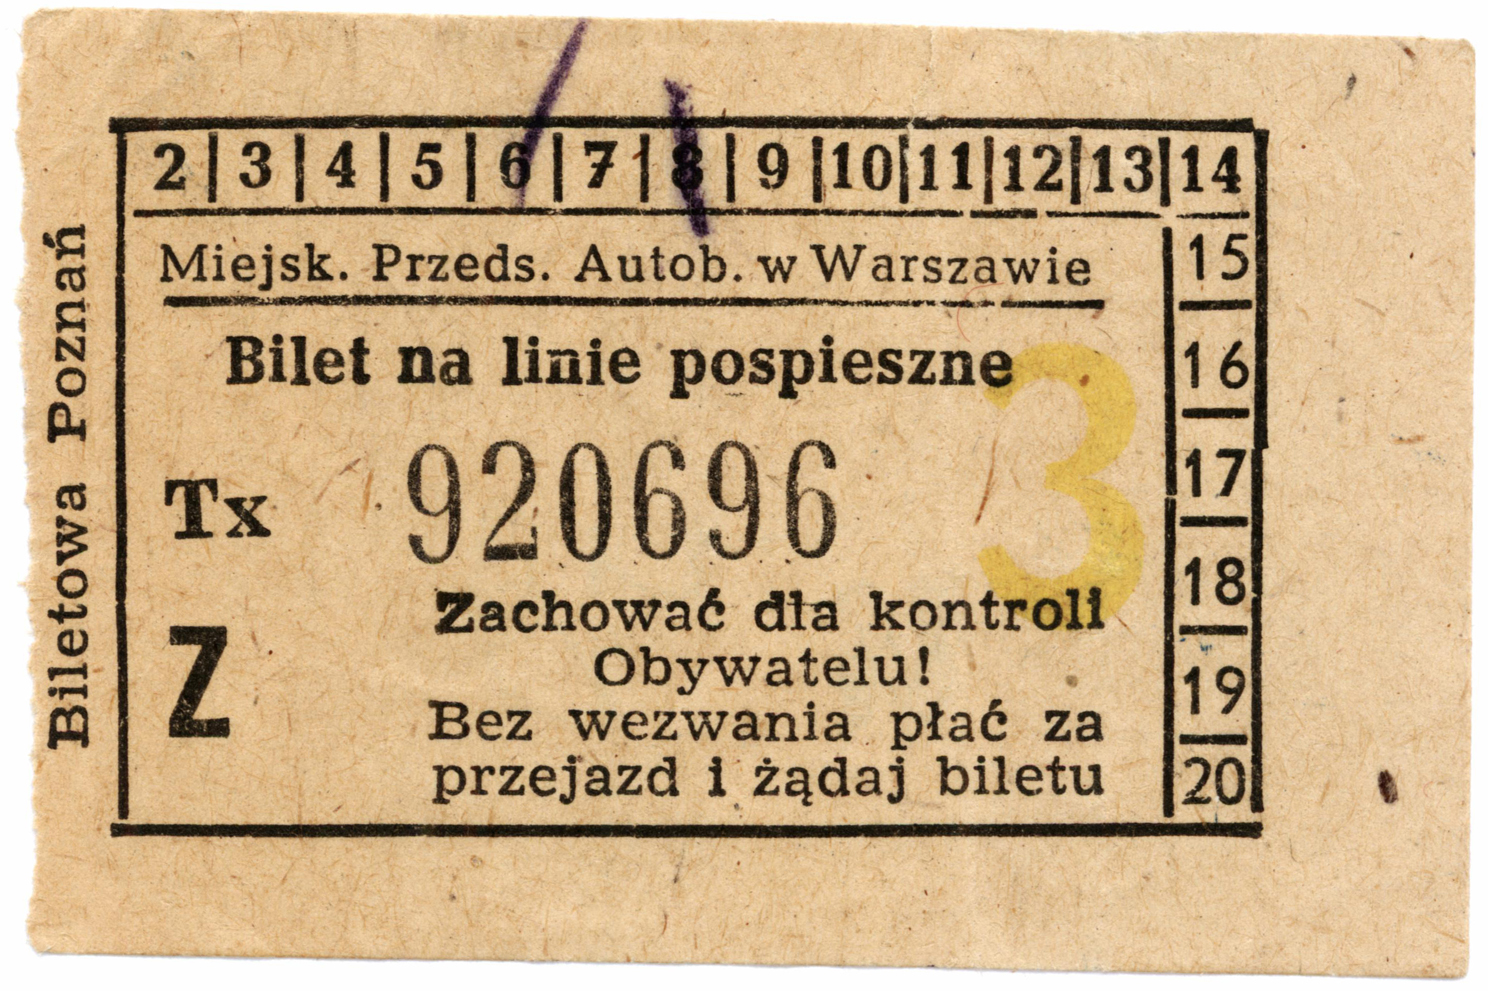 2 | 3 | 4 | 5 | 6 | 7 | 8 | 9 | 10 | 11 | 12 | 13 | 14
Miejsk. Przeds. Autob. w Warszawie
Bilet na linie pospieszne
3
Tx 920696
Z
Zachować dla kontroli
Obywatelu!
Bez wezwania płać za
przejazd i żądaj biletu
15
16
17
18
19
20
Biletowa Poznań